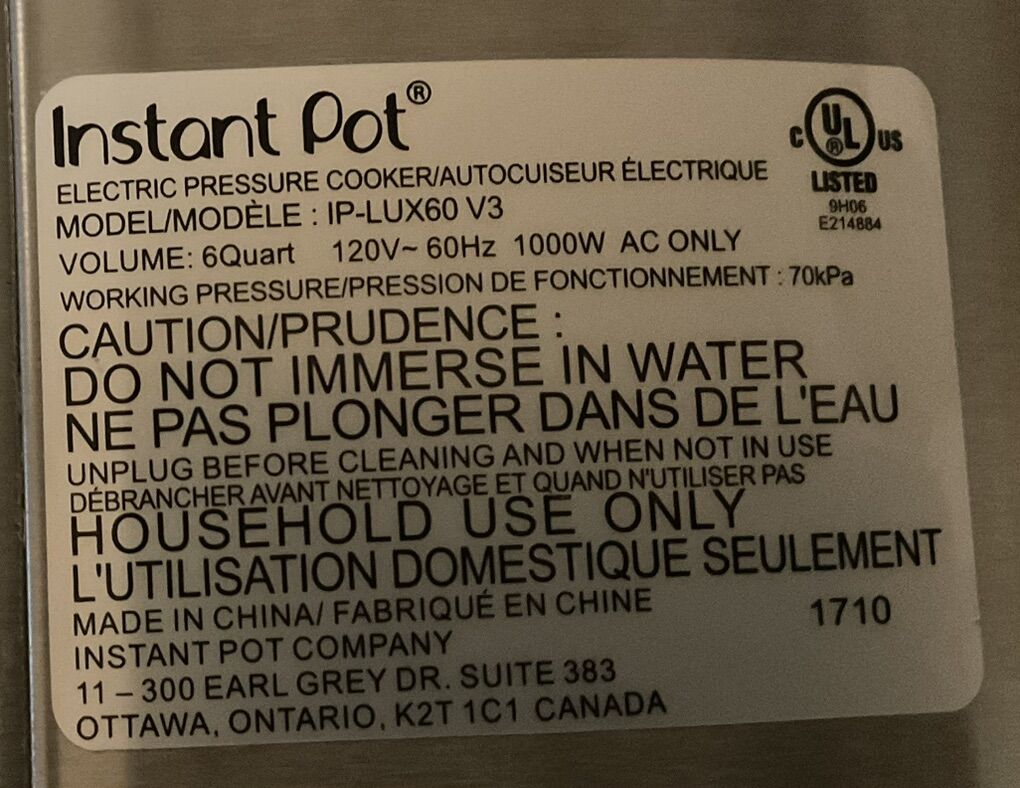 Instant Pot®
C UL® US
LISTED
9H06
E214884
ELECTRIC PRESSURE COOKER/AUTOCUISEUR ÉLECTRIQUE
MODEL/MODÈLE : IP-LUX60 V3
VOLUME: 6Quart 120V~ 60Hz 1000W AC ONLY
WORKING PRESSURE/PRESSION DE FONCTIONNEMENT : 70kPa
CAUTION/PRUDENCE :
DO NOT IMMERSE IN WATER
NE PAS PLONGER DANS DE L'EAU
UNPLUG BEFORE CLEANING AND WHEN NOT IN USE
DÉBRANCHER AVANT NETTOYAGE ET QUAND N"UTILISER PAS
HOUSEHOLD USE ONLY
L'UTILISATION DOMESTIQUE SEULEMENT
MADE IN CHINA/ FABRIQUÉ EN CHINE
1710
INSTANT POT COMPANY
11 – 300 EARL GREY DR. SUITE 383
OTTAWA, ONTARIO, K2T 1C1 CANADA